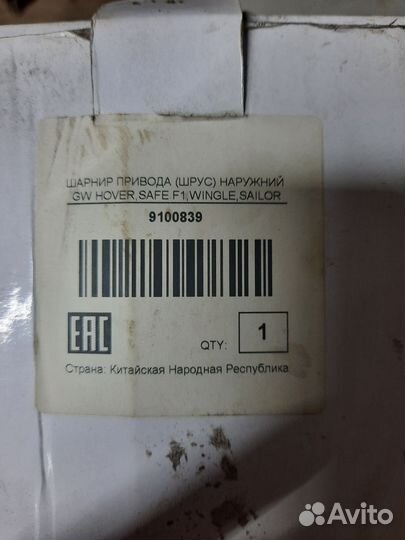 ШАРНИР ПРИВОДА (ШРУС) НАРУЖНИЙ
GW HOVER,SAFE F1,WINGLE,SAILOR
9100839
EAC
QTY: 1
Страна: Китайская Народная Республика
Avito